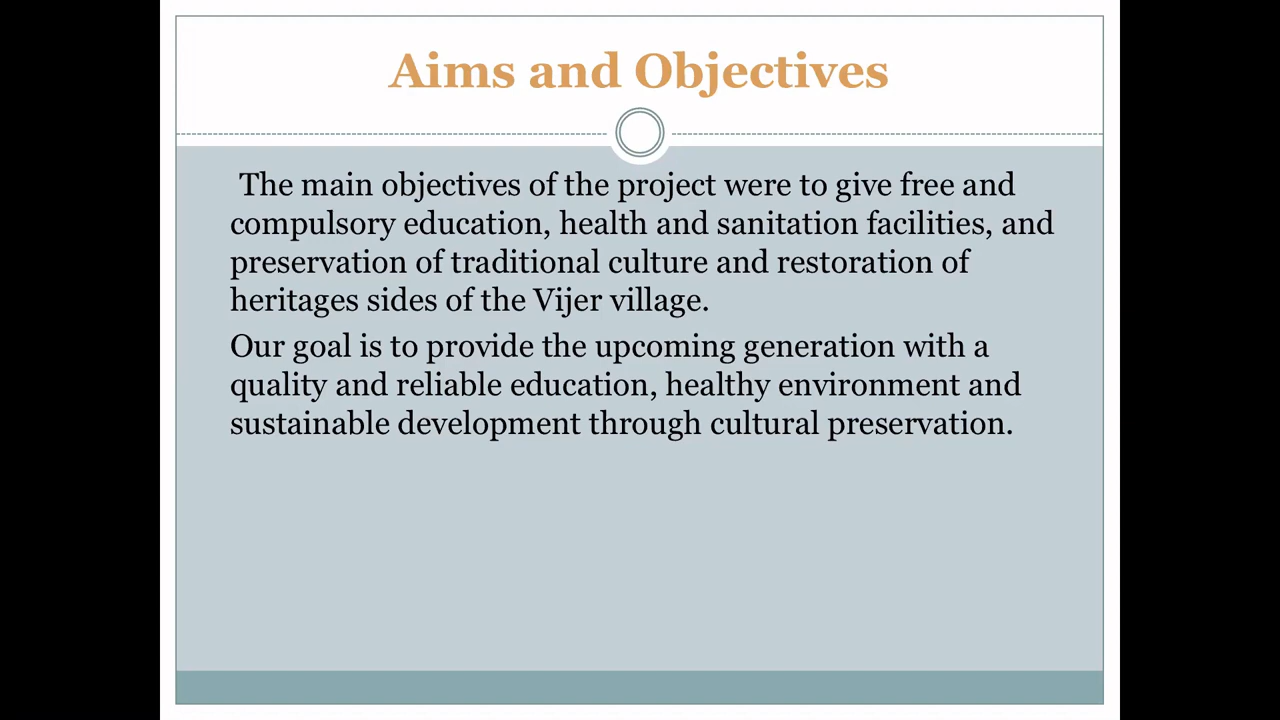 Aims and Objectives
The main objectives of the project were to give free and
compulsory education, health and sanitation facilities, and
preservation of traditional culture and restoration of
heritages sides of the Vijer village.
Our goal is to provide the upcoming generation with a
quality and reliable education, healthy environment and
sustainable development through cultural preservation.